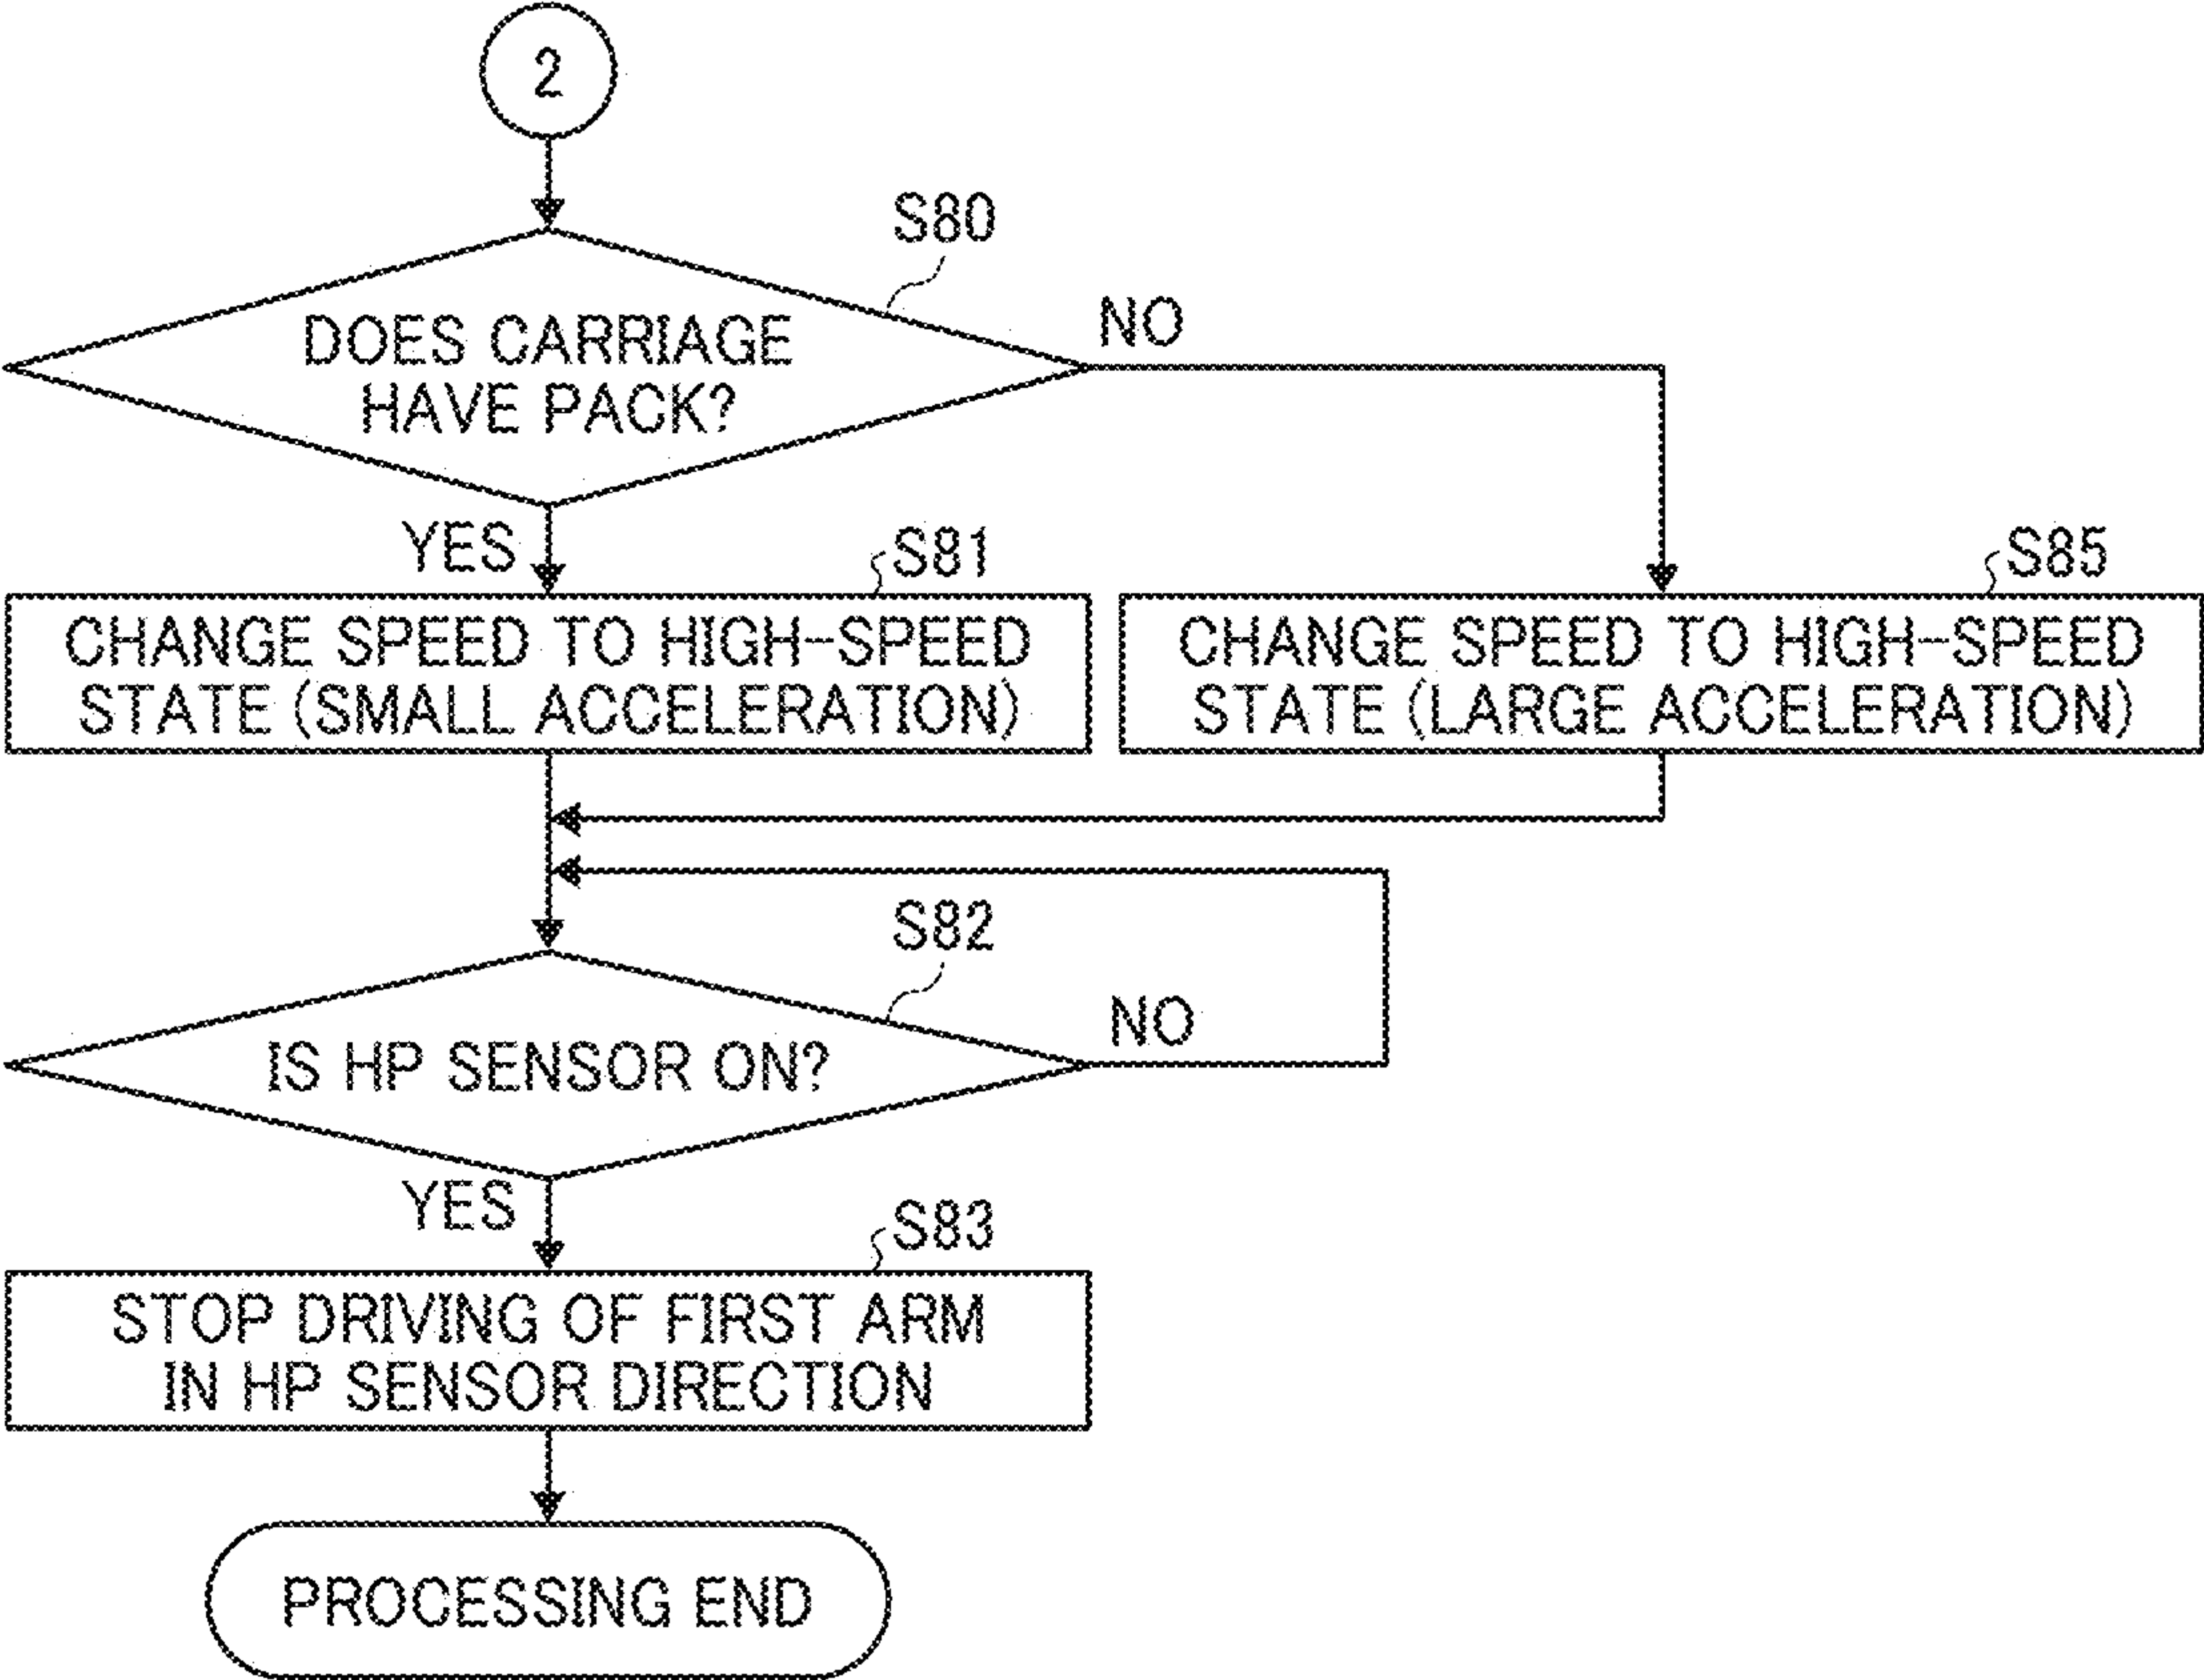 2
S80
DOES CARRIAGE
HAVE PACK?
NO
YES
S81
CHANGE SPEED TO HIGH-SPEED
STATE (SMALL ACCELERATION)
S85
CHANGE SPEED TO HIGH-SPEED
STATE (LARGE ACCELERATION)
S82
IS HP SENSOR ON?
NO
YES
S83
STOP DRIVING OF FIRST ARM
IN HP SENSOR DIRECTION
PROCESSING END